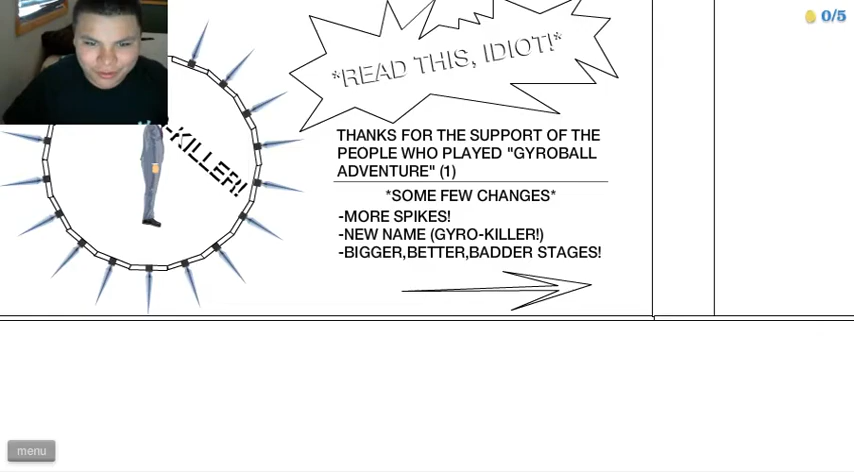 0/5
*READ THIS, IDIOT!*
-KILLER!
THANKS FOR THE SUPPORT OF THE
PEOPLE WHO PLAYED "GYROBALL
ADVENTURE" (1)
*SOME FEW CHANGES*
-MORE SPIKES!
-NEW NAME (GYRO-KILLER!)
-BIGGER,BETTER,BADDER STAGES!
menu